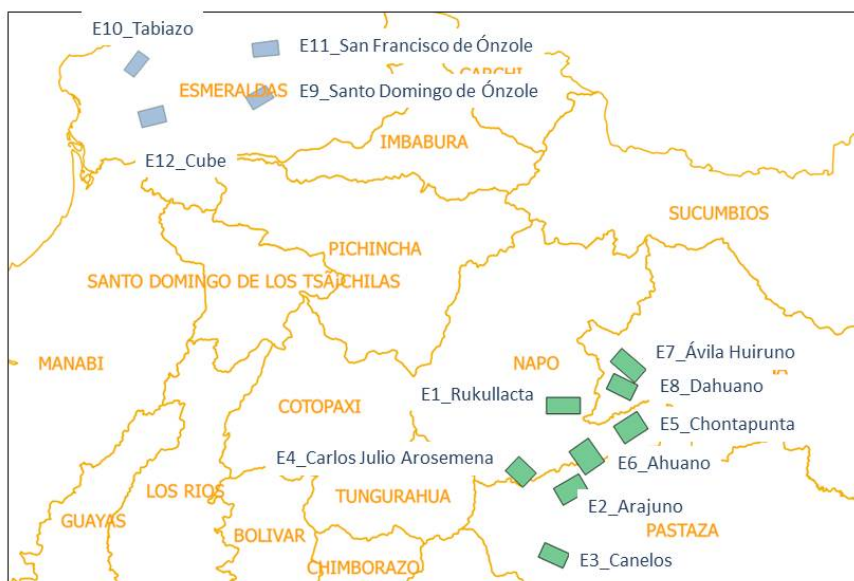 E10_Tabiazo
E11_San Francisco de Ónzole
CARCHI
ESMERALDAS
E9_Santo Domingo de Ónzole
IMBABURA
E12_Cube
SUCUMBIOS
PICHINCHA
SANTO DOMINGO DE LOS TSÃ¡CHILAS
E7_Ávila Huiruno
MANABI
NAPO
E8_Dahuano
E1_Rukullacta
COTOPAXI
E5_Chontapunta
E4_Carlos Julio Arosemena
E6_Ahuano
LOS RIOS
TUNGURAHUA
E2_Arajuno
GUAYAS
BOLIVAR
PASTAZA
E3_Canelos
CHIMBORAZO